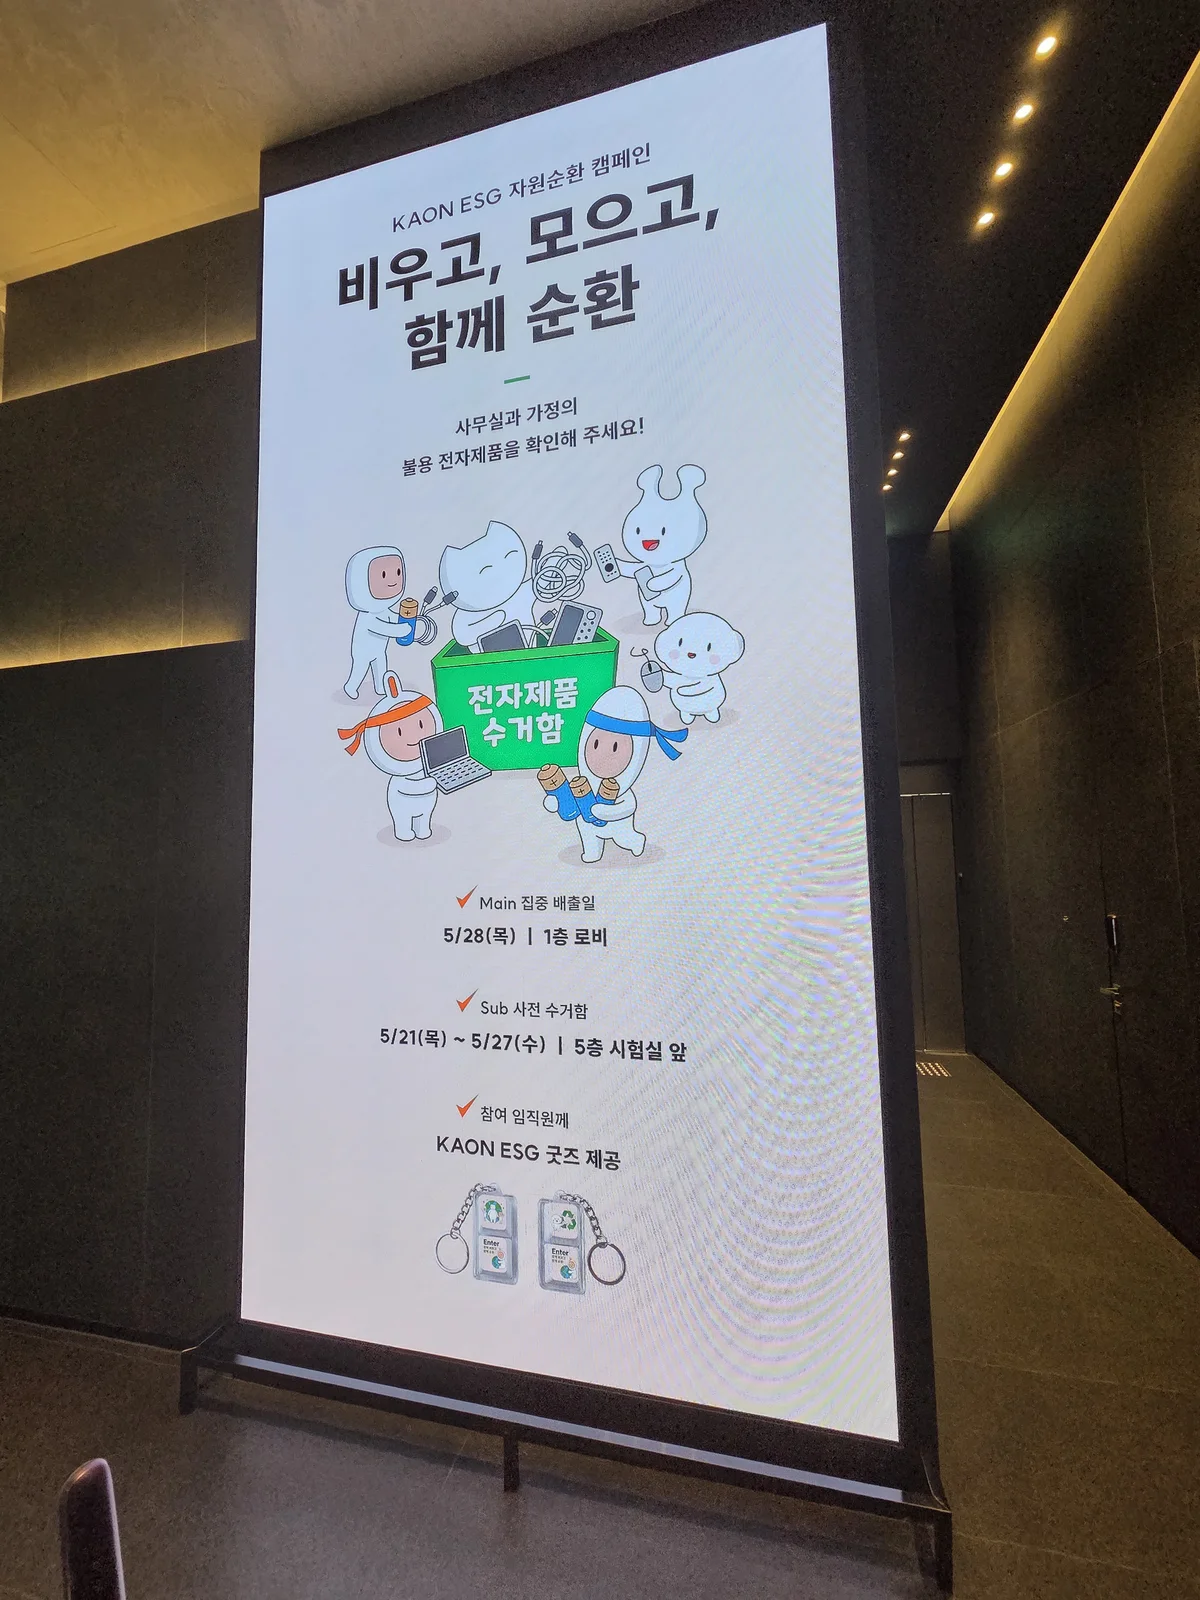 KAON ESG 자원순환 캠페인
비우고, 모으고,
함께 순환
사무실과 가정의
불용 전자제품을 확인해 주세요!
전자제품
수거함
Main 집중 배출일
5/28(목) | 1층 로비
Sub 사전 수거함
5/21(목) ~ 5/27(수) | 5층 시험실 앞
참여 임직원께
KAON ESG 굿즈 제공
Enter
Enter